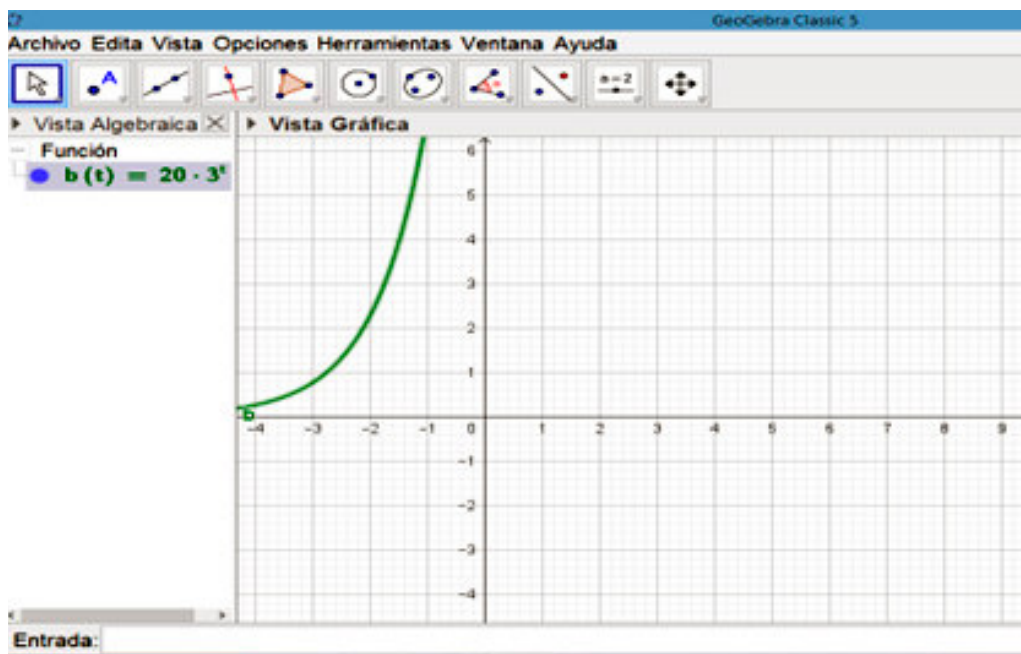 GeoGebra Classic 5
Archivo Edita Vista Opciones Herramientas Ventana Ayuda
A
a=2
Vista Algebraica
Vista Gráfica
Función
b(t) = 20 · 3ᵗ
6
5
4
3
2
1
b
-4 -3 -2 -1 0 1 2 3 4 5 6 7 8 9
-1
-2
-3
-4
Entrada: